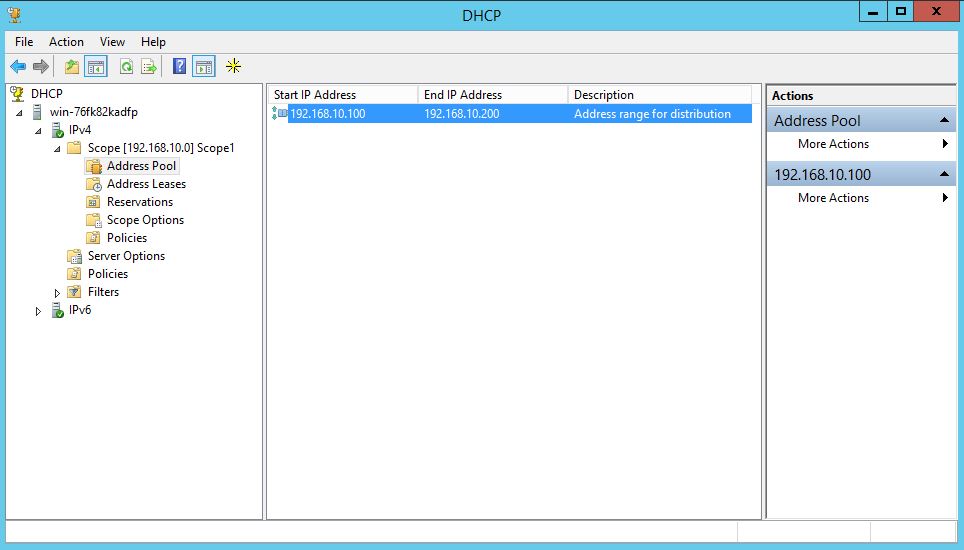 DHCP
File Action View Help
DHCP
win-76fk82kadfp
IPv4
Scope [192.168.10.0] Scope1
Address Pool
Address Leases
Reservations
Scope Options
Policies
Server Options
Policies
Filters
IPv6
Start IP Address End IP Address Description
192.168.10.100 192.168.10.200 Address range for distribution
Actions
Address Pool
More Actions
192.168.10.100
More Actions